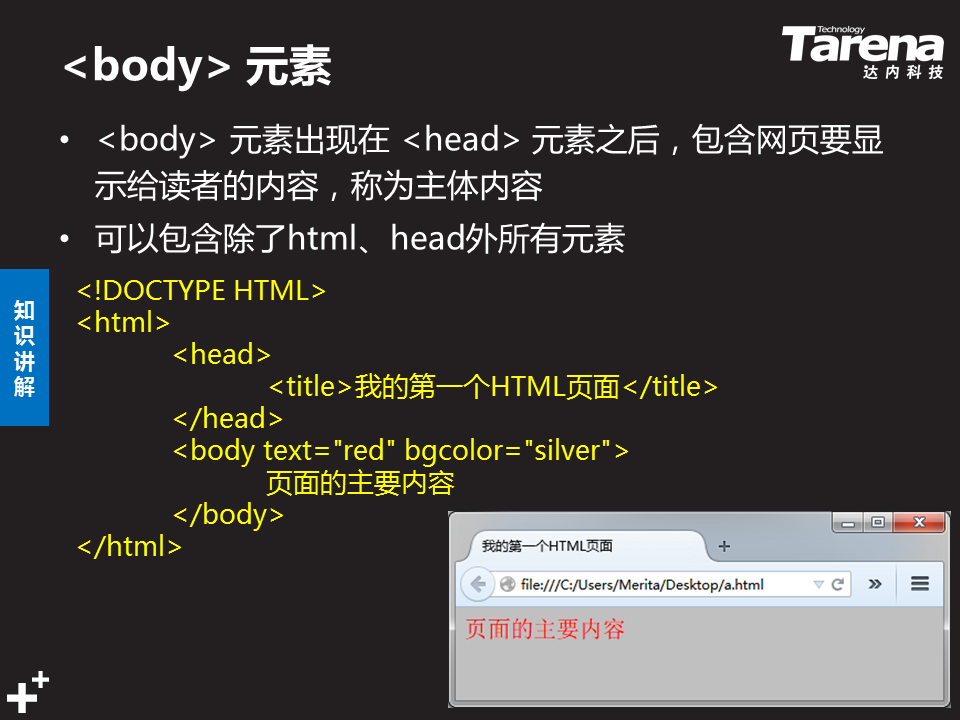 <body> 元素
Technology
Tarena
达内科技
• <body> 元素出现在 <head> 元素之后，包含网页要显
示给读者的内容，称为主体内容
• 可以包含除了html、head外所有元素
知识讲解
<!DOCTYPE HTML>
<html>
<head>
<title>我的第一个HTML页面</title>
</head>
<body text="red" bgcolor="silver">
页面的主要内容
</body>
</html>
我的第一个HTML页面
file:///C:/Users/Merita/Desktop/a.html
页面的主要内容